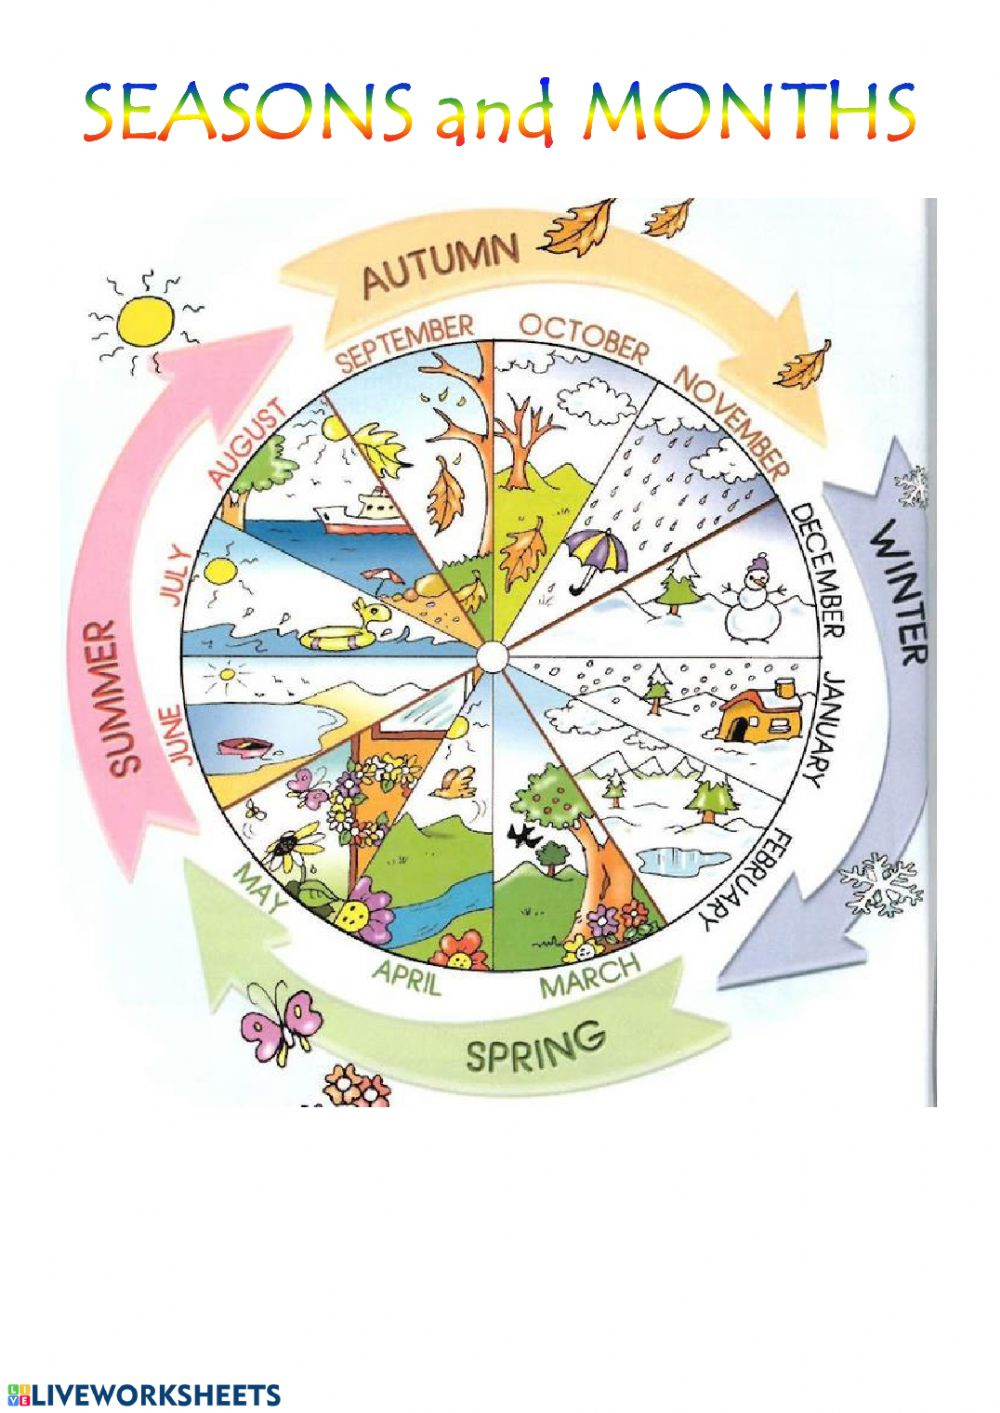 SEASONS and MONTHS
AUTUMN
SEPTEMBER
OCTOBER
NOVEMBER
WINTER
DECEMBER
JANUARY
FEBRUARY
SPRING
MARCH
APRIL
MAY
SUMMER
JUNE
JULY
AUGUST
LIVE LIVEWORKSHEETS